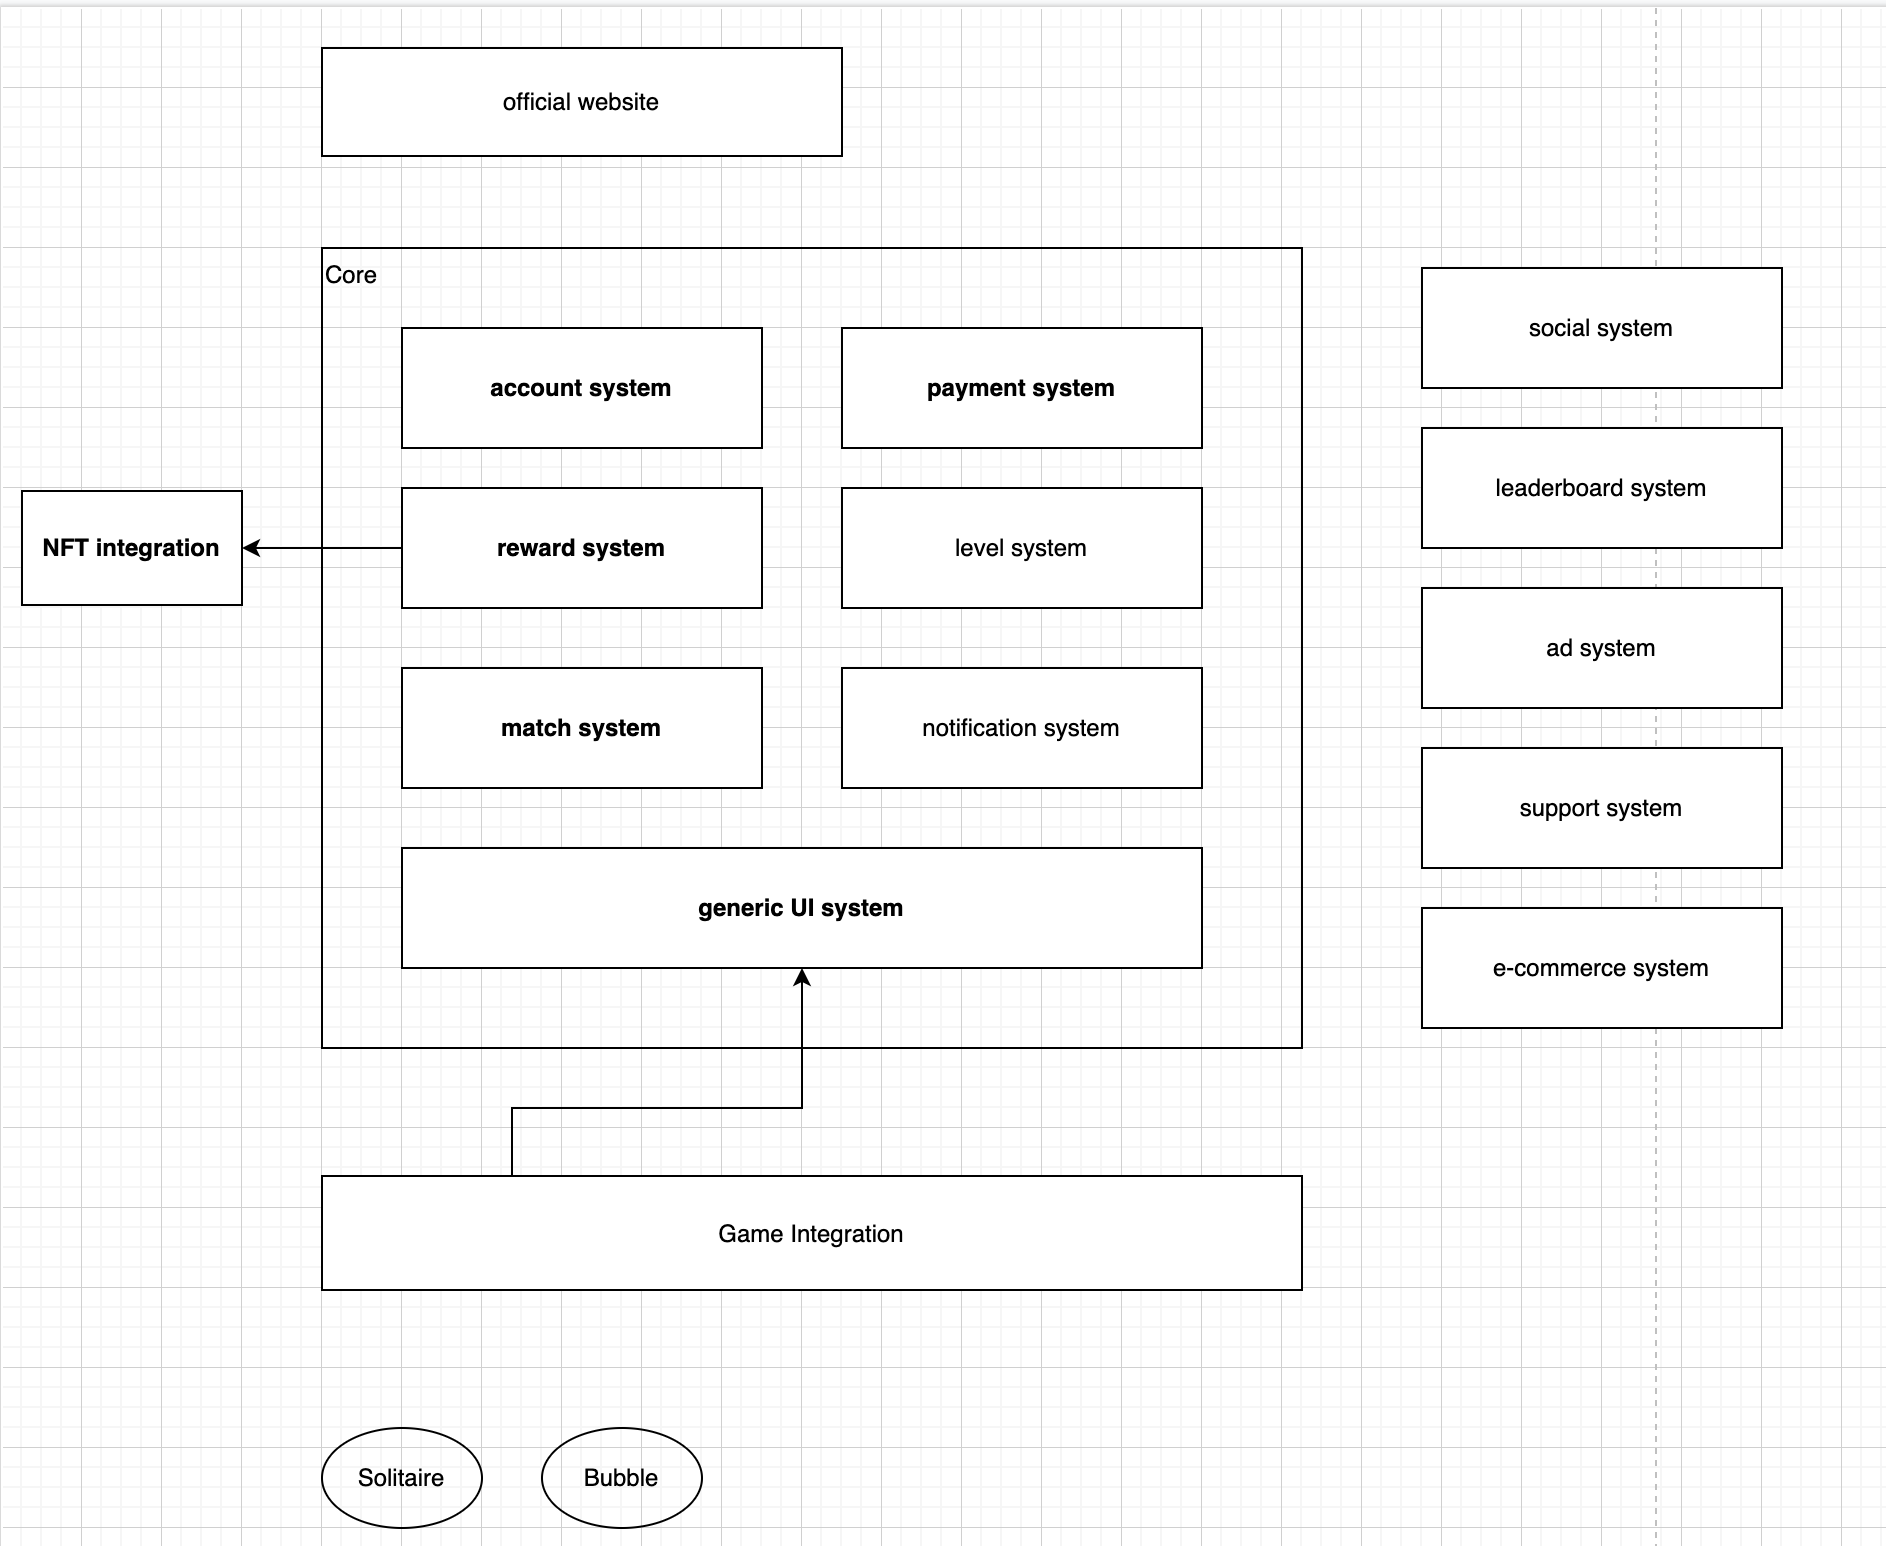 official website
Core
account system
payment system
NFT integration
reward system
level system
match system
notification system
generic UI system
social system
leaderboard system
ad system
support system
e-commerce system
Game Integration
Solitaire
Bubble